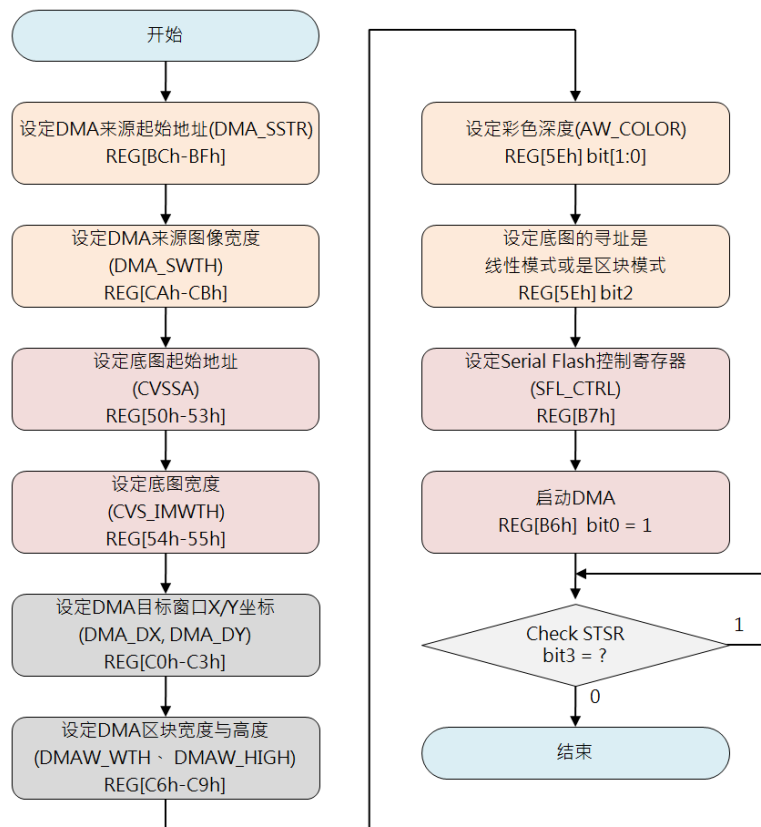 开始
设定DMA来源起始地址(DMA_SSTR)
REG[BCh-BFh]
设定DMA来源图像宽度
(DMA_SWTH)
REG[CAh-CBh]
设定底图起始地址
(CVSSA)
REG[50h-53h]
设定底图宽度
(CVS_IMWTH)
REG[54h-55h]
设定DMA目标窗口X/Y坐标
(DMA_DX, DMA_DY)
REG[C0h-C3h]
设定DMA区块宽度与高度
(DMAW_WTH、 DMAW_HIGH)
REG[C6h-C9h]
设定彩色深度(AW_COLOR)
REG[5Eh] bit[1:0]
设定底图的寻址是
线性模式或是区块模式
REG[5Eh] bit2
设定Serial Flash控制寄存器
(SFL_CTRL)
REG[B7h]
启动DMA
REG[B6h] bit0 = 1
Check STSR
bit3 = ?
1
0
结束